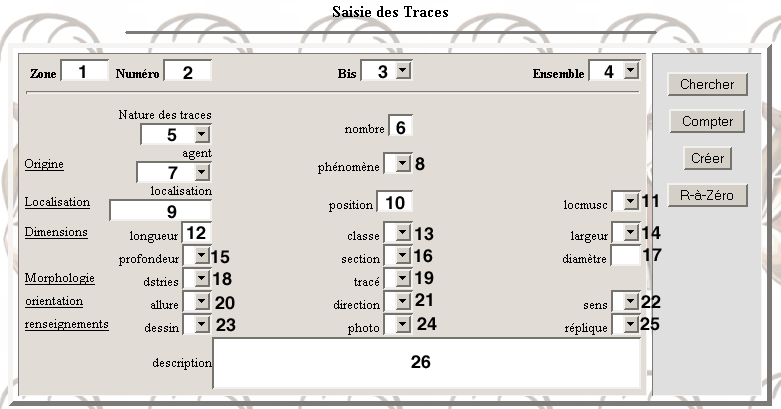 Saisie des Traces
Zone 1 Numéro 2 Bis 3 Ensemble 4
Chercher
Compter
Créer
R-à-Zéro
Nature des traces
5 nombre 6
agent
Origine 7 phénomène 8
localisation
Localisation 9 position 10 locmusc 11
Dimensions longueur 12 classe 13 largeur 14
profondeur 15 section 16 diamètre 17
Morphologie dstries 18 tracé 19
orientation allure 20 direction 21 sens 22
renseignements dessin 23 photo 24 réplique 25
description 26